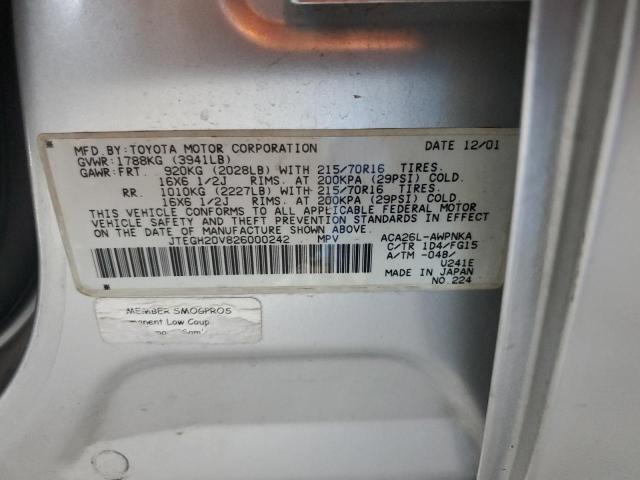 MFD.BY:TOYOTA MOTOR CORPORATION DATE 12/01
GVWR:1788KG (3941LB)
GAWR:FRT. 920KG (2028LB) WITH 215/70R16 TIRES.
16X6 1/2J RIMS. AT 200KPA (29PSI) COLD.
RR. 1010KG (2227LB) WITH 215/70R16 TIRES.
16X6 1/2J RIMS. AT 200KPA (29PSI) COLD.
THIS VEHICLE CONFORMS TO ALL APPLICABLE FEDERAL MOTOR
VEHICLE SAFETY AND THEFT PREVENTION STANDARDS IN EFFECT
ON THE DATE OF MANUFACTURE SHOWN ABOVE.
JTEGH20V826000242 MPV ACA26L-AWPNKA
C/TR 1D4/FG15
A/TM -04B/
U241E
MADE IN JAPAN
NO.224
MEMBER SMOGPROS
Low Coup